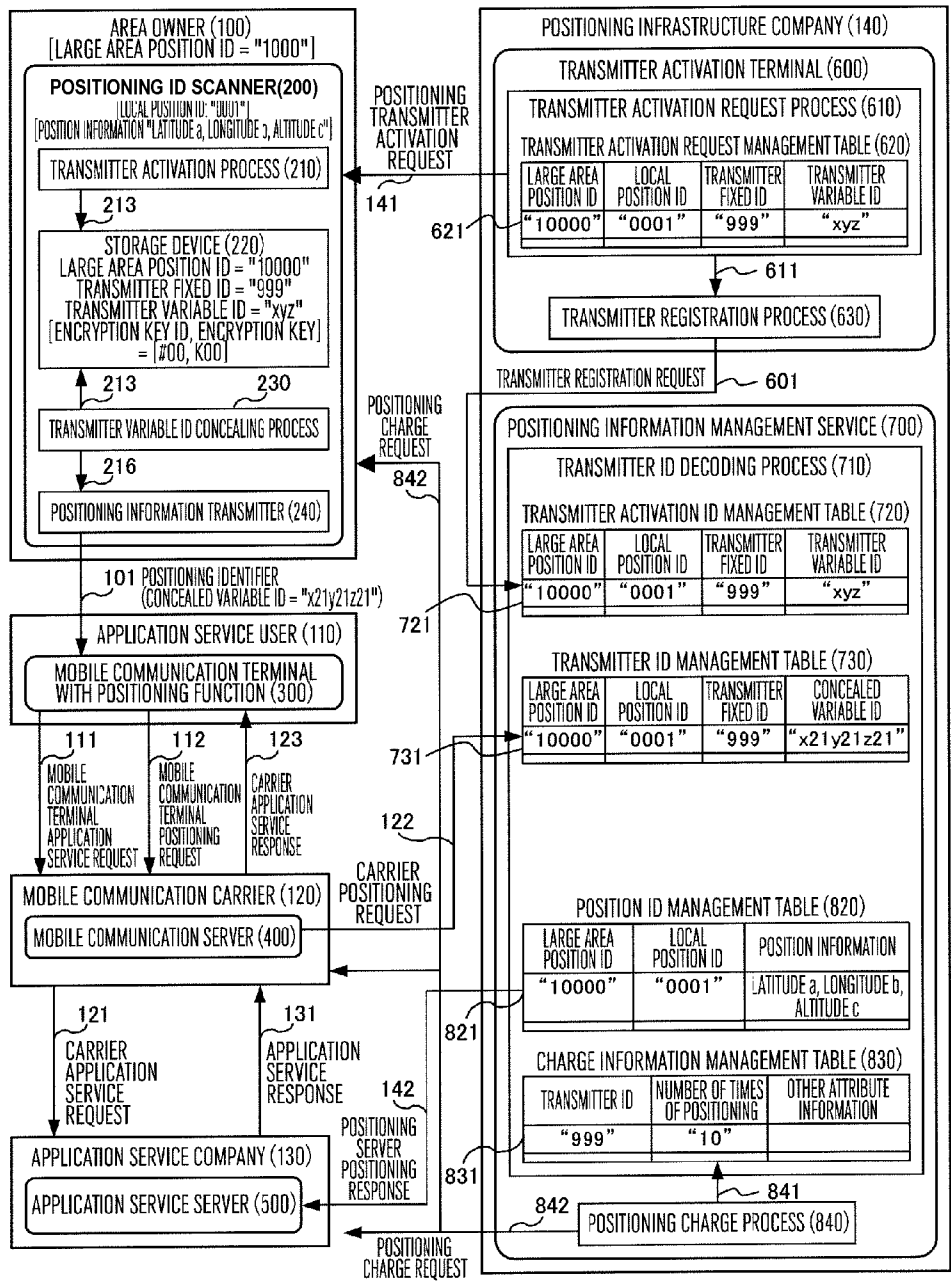 AREA OWNER (100)
[LARGE AREA POSITION ID = "1000"]
POSITIONING ID SCANNER(200)
[LOCAL POSITION ID: "0001"]
[POSITION INFORMATION "LATITUDE a, LONGITUDE b, ALTITUDE c"]
TRANSMITTER ACTIVATION PROCESS (210)
213
STORAGE DEVICE (220)
LARGE AREA POSITION ID = "10000"
TRANSMITTER FIXED ID = "999"
TRANSMITTER VARIABLE ID = "xyz"
[ENCRYPTION KEY ID, ENCRYPTION KEY]
= [#00, K00]
213
230
TRANSMITTER VARIABLE ID CONCEALING PROCESS
216
POSITIONING INFORMATION TRANSMITTER (240)
101
POSITIONING IDENTIFIER
(CONCEALED VARIABLE ID = "x21y21z21")
APPLICATION SERVICE USER (110)
MOBILE COMMUNICATION TERMINAL
WITH POSITIONING FUNCTION (300)
111
MOBILE
COMMUNICATION
TERMINAL
APPLICATION
SERVICE REQUEST
112
MOBILE
COMMUNICATION
TERMINAL
POSITIONING
REQUEST
123
CARRIER
APPLICATION
SERVICE
RESPONSE
MOBILE COMMUNICATION CARRIER (120)
MOBILE COMMUNICATION SERVER (400)
121
CARRIER
APPLICATION
SERVICE
REQUEST
131
APPLICATION
SERVICE
RESPONSE
APPLICATION SERVICE COMPANY (130)
APPLICATION SERVICE SERVER (500)
POSITIONING
TRANSMITTER
ACTIVATION
REQUEST
141
POSITIONING
CHARGE
REQUEST
842
122
CARRIER
POSITIONING
REQUEST
142
POSITIONING
SERVER
POSITIONING
RESPONSE
842
POSITIONING
CHARGE REQUEST
POSITIONING INFRASTRUCTURE COMPANY (140)
TRANSMITTER ACTIVATION TERMINAL (600)
TRANSMITTER ACTIVATION REQUEST PROCESS (610)
TRANSMITTER ACTIVATION REQUEST MANAGEMENT TABLE (620)
LARGE AREA POSITION ID LOCAL POSITION ID TRANSMITTER FIXED ID TRANSMITTER VARIABLE ID
"10000" "0001" "999" "xyz"
621
611
TRANSMITTER REGISTRATION PROCESS (630)
TRANSMITTER REGISTRATION REQUEST
601
POSITIONING INFORMATION MANAGEMENT SERVICE (700)
TRANSMITTER ID DECODING PROCESS (710)
TRANSMITTER ACTIVATION ID MANAGEMENT TABLE (720)
LARGE AREA POSITION ID LOCAL POSITION ID TRANSMITTER FIXED ID TRANSMITTER VARIABLE ID
"10000" "0001" "999" "xyz"
721
TRANSMITTER ID MANAGEMENT TABLE (730)
LARGE AREA POSITION ID LOCAL POSITION ID TRANSMITTER FIXED ID CONCEALED VARIABLE ID
"10000" "0001" "999" "x21y21z21"
731
POSITION ID MANAGEMENT TABLE (820)
LARGE AREA POSITION ID LOCAL POSITION ID POSITION INFORMATION
"10000" "0001" LATITUDE a, LONGITUDE b, ALTITUDE c
821
CHARGE INFORMATION MANAGEMENT TABLE (830)
TRANSMITTER ID NUMBER OF TIMES OF POSITIONING OTHER ATTRIBUTE INFORMATION
"999" "10"
831
841
POSITIONING CHARGE PROCESS (840)